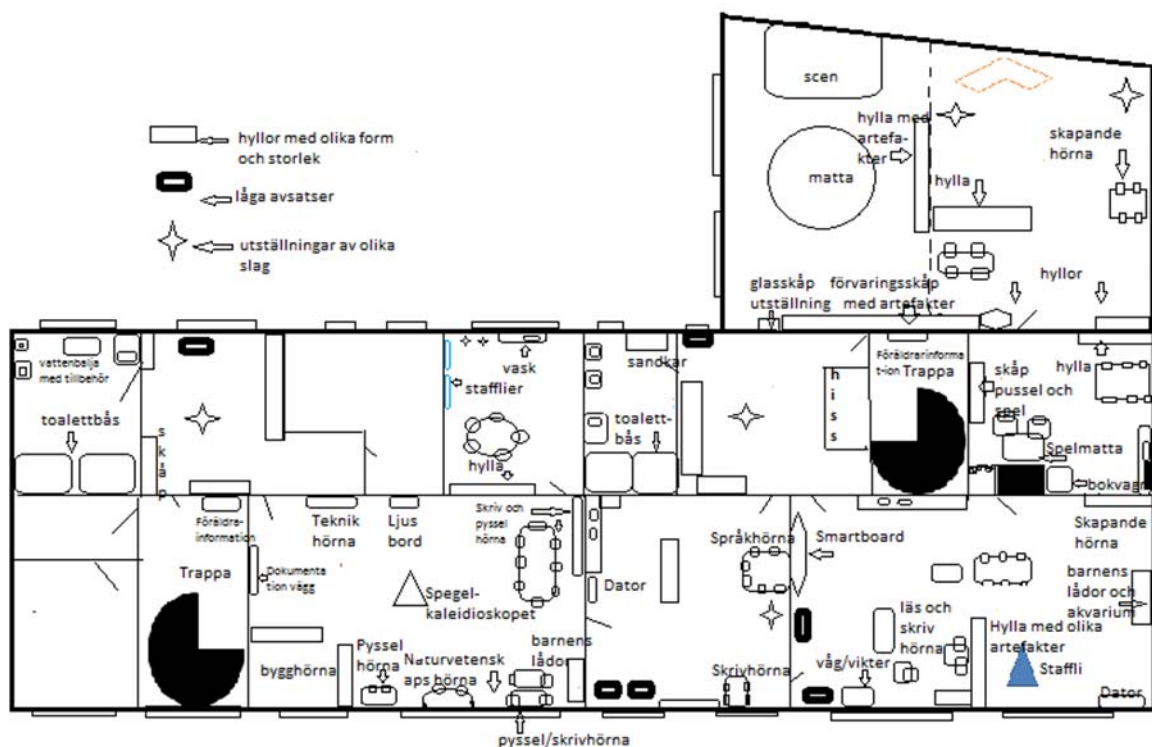 scen
hylla med
artefa-
kter
matta
hylla
skapande
hörna
hyllor
glasskåp
utställning
förvaringsskåp
med artefakter
hyllor med olika form
och storlek
låga avsatser
utställningar av olika
slag
vattenbalja
med tillbehör
toalettbås
skåp
stafflier
vask
hylla
sandkar
toalett-
bås
hiss
Föräldrarinforma
t-ion
Trappa
skåp
pussel och
spel
hylla
Spelmatta
bokvagn
Föräldra-
information
Trappa
Teknik
hörna
Ljus
bord
Skriv och
pyssel
hörna
Dokumenta
tion vägg
Spegel-
kaleidioskopet
bygghörna
Pyssel
hörna
Naturvetensk
aps hörna
barnens
lådor
pyssel/skrivhörna
Dator
Språkhörna
Skrivhörna
Smartboard
läs och
skriv
hörna
våg/vikter
Skapande
hörna
barnens
lådor och
akvarium
Hylla med olika
artefakter
Staffli
Dator